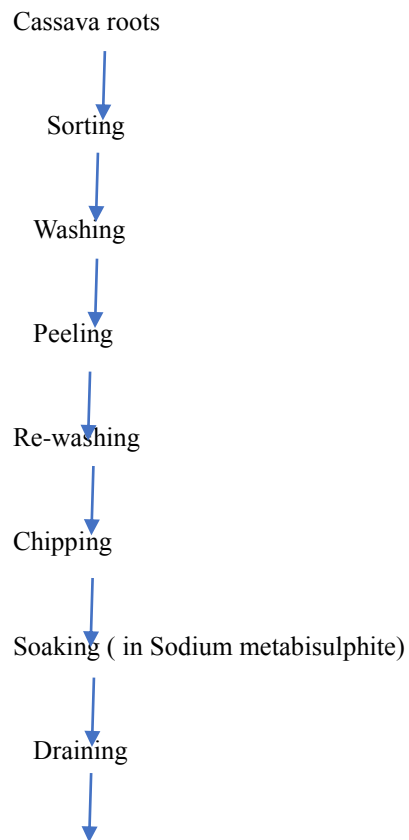 Cassava roots
Sorting
Washing
Peeling
Re-washing
Chipping
Soaking ( in Sodium metabisulphite)
Draining